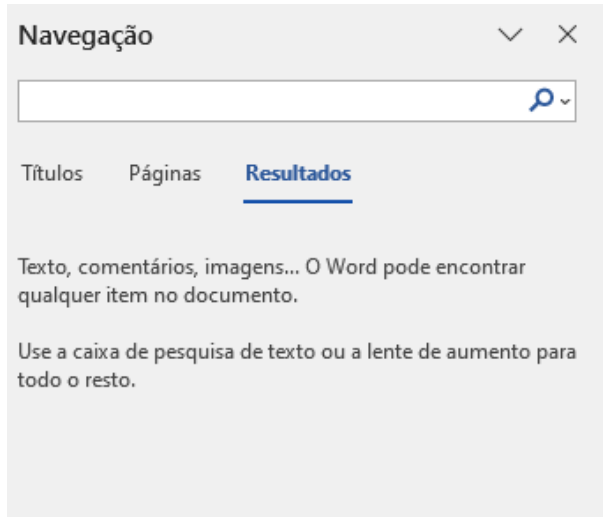 Navegação
Títulos Páginas Resultados
Texto, comentários, imagens... O Word pode encontrar
qualquer item no documento.
Use a caixa de pesquisa de texto ou a lente de aumento para
todo o resto.